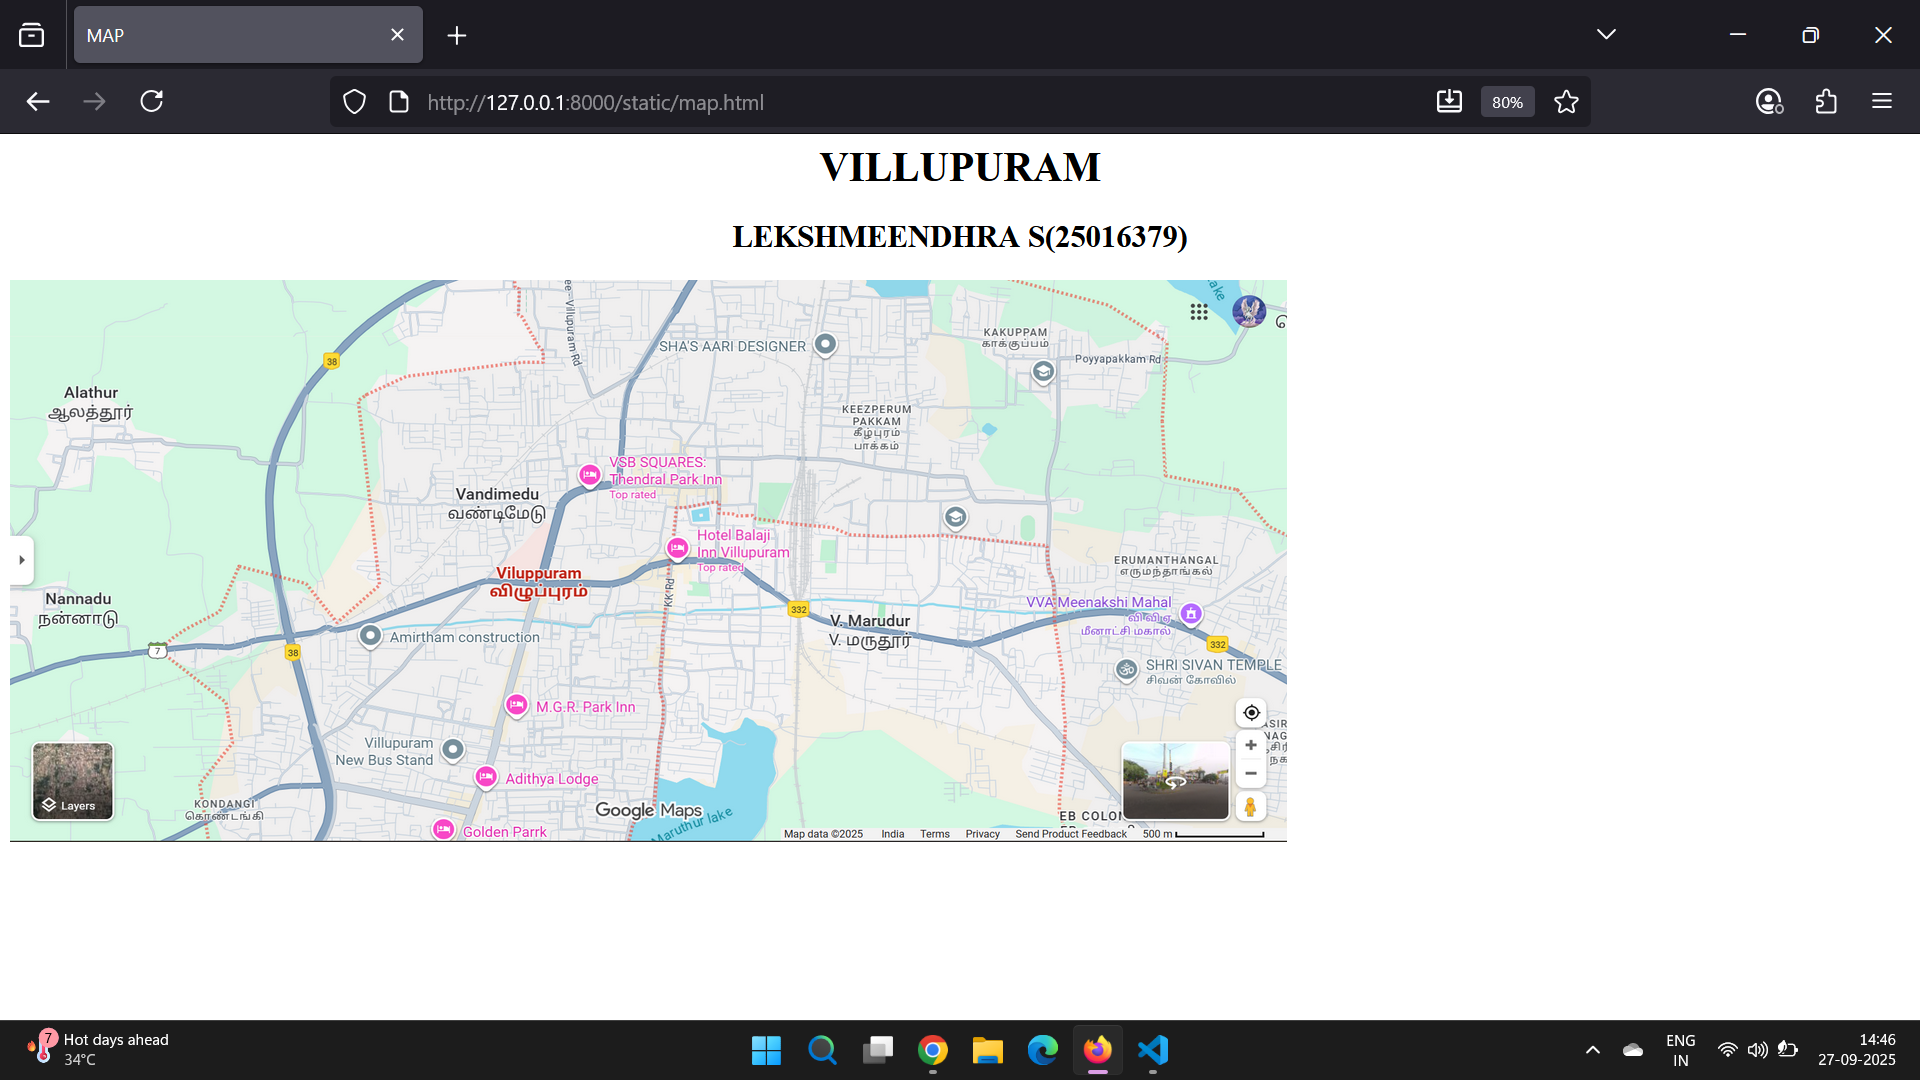 MAP
http://127.0.0.1:8000/static/map.html
80%
VILLUPURAM
LEKSHMEENDHRA S(25016379)
38
Villupuram Rd
SHA'S AARI DESIGNER
KAKUPPAM
காக்குப்பம்
Poyyapakkam Rd
Alathur
ஆலத்தூர்
KEEZPERUM
PAKKAM
கீழ்புரம்
பாக்கம்
VSB SQUARES:
Thendral Park Inn
Top rated
Vandimedu
வண்டிமேடு
Hotel Balaji
Inn Villupuram
Top rated
Viluppuram
விழுப்புரம்
KK Rd
ERUMANTHANGAL
எருமந்தாங்கல்
Nannadu
நன்னாடு
VVA Meenakshi Mahal
வி வி ஏ
மீனாட்சி மகால்
332
V. Marudur
V. மருதூர்
Amirtham construction
7
38
332
SHRI SIVAN TEMPLE
சிவன் கோவில்
M.G.R. Park Inn
Villupuram
New Bus Stand
Adithya Lodge
Layers
KONDANGI
கொண்டங்கி
Golden Parrk
Google Maps
Maruthur lake
EB COLON
Map data ©2025 India Terms Privacy Send Product Feedback 500 m
7
Hot days ahead
34°C
ENG
IN
14:46
27-09-2025